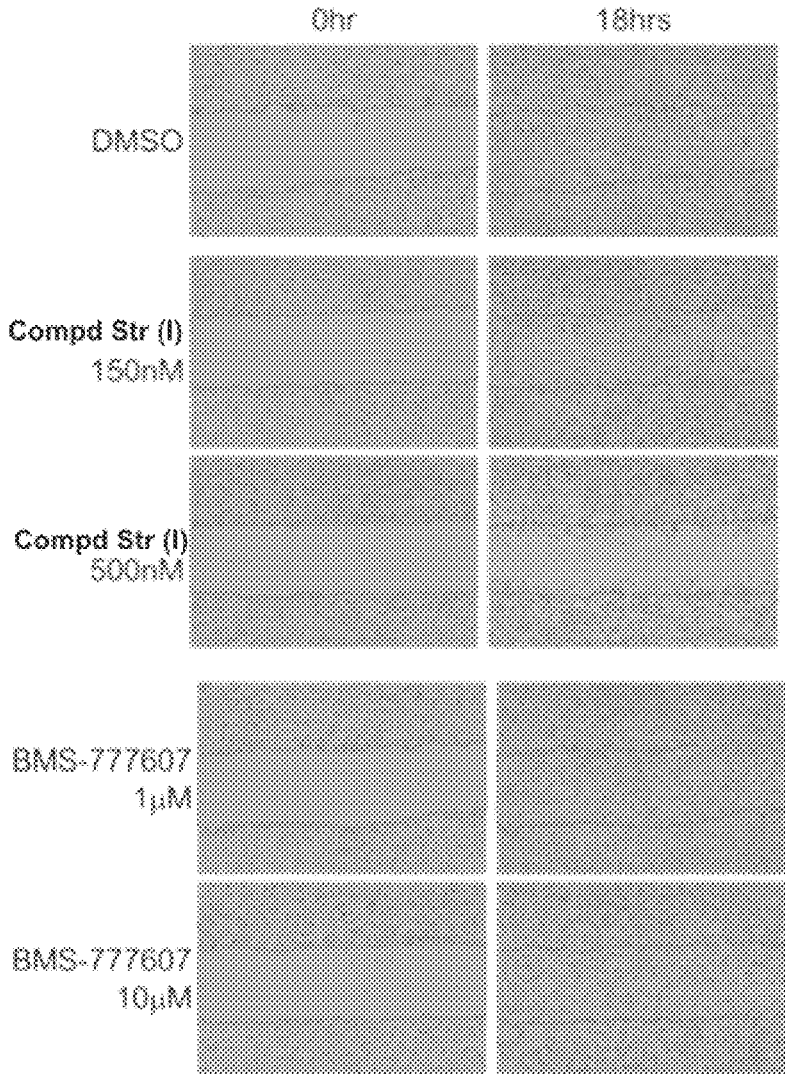 0hr 18hrs
DMSO
Compd Str (I)
150nM
Compd Str (I)
500nM
BMS-777607
1µM
BMS-777607
10µM